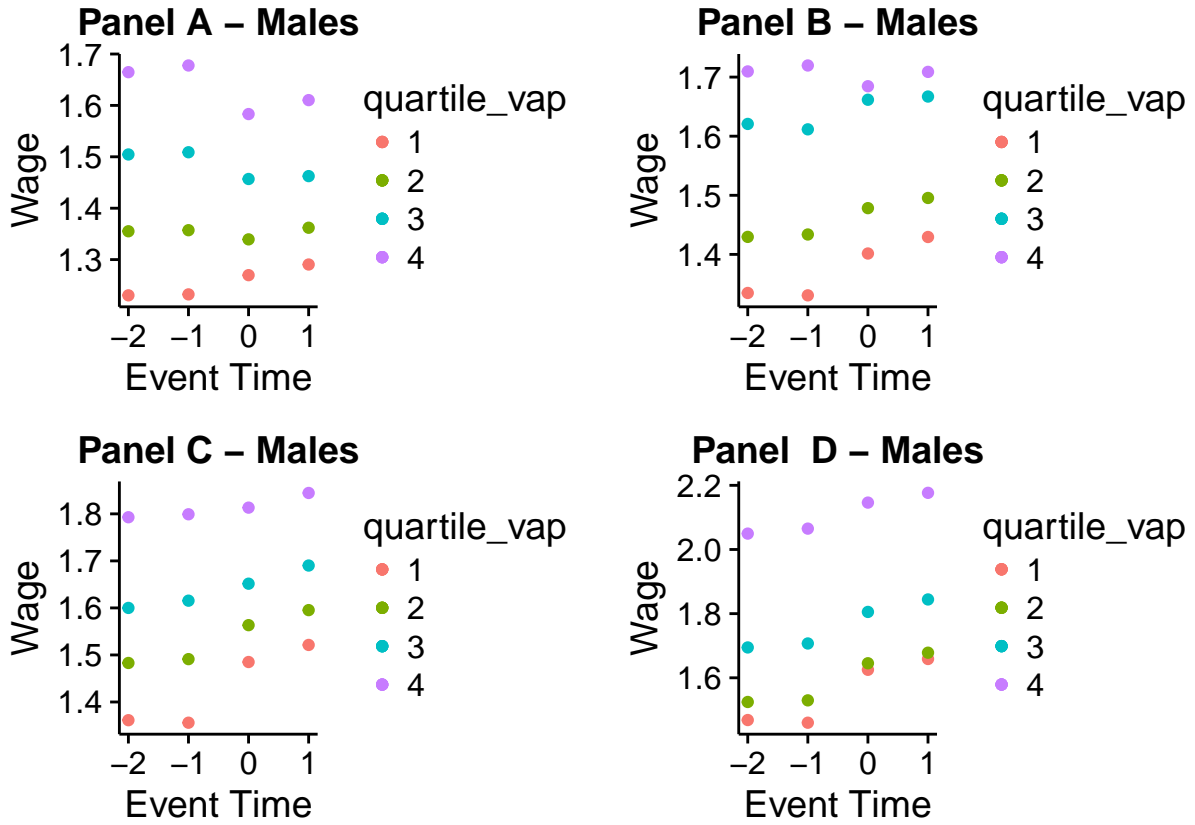 Panel A – Males
Wage
1.7
1.6
1.5
1.4
1.3
−2 −1 0 1
Event Time
quartile_vap
1
2
3
4
Panel B – Males
Wage
1.7
1.6
1.5
1.4
−2 −1 0 1
Event Time
quartile_vap
1
2
3
4
Panel C – Males
Wage
1.8
1.7
1.6
1.5
1.4
−2 −1 0 1
Event Time
quartile_vap
1
2
3
4
Panel  D – Males
Wage
2.2
2.0
1.8
1.6
−2 −1 0 1
Event Time
quartile_vap
1
2
3
4